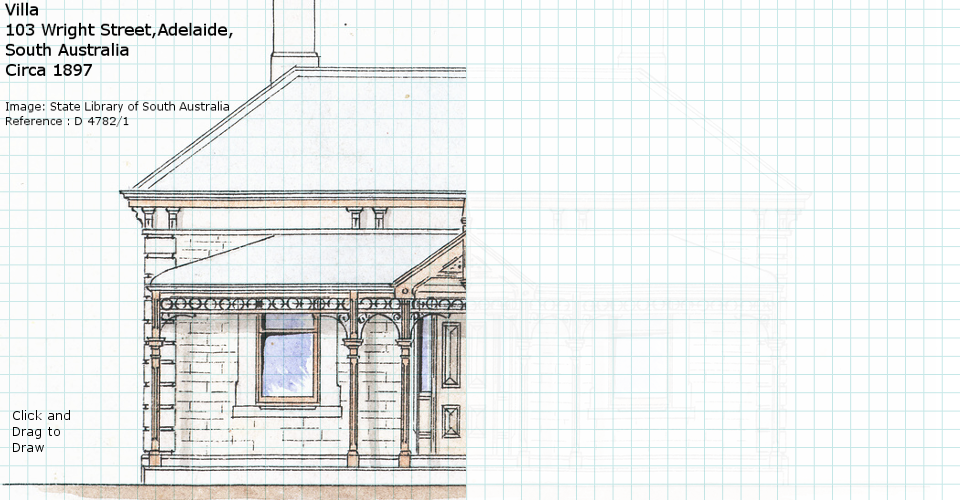 Villa
103 Wright Street,Adelaide,
South Australia
Circa 1897
Image: State Library of South Australia
Reference : D 4782/1
Click and
Drag to
Draw